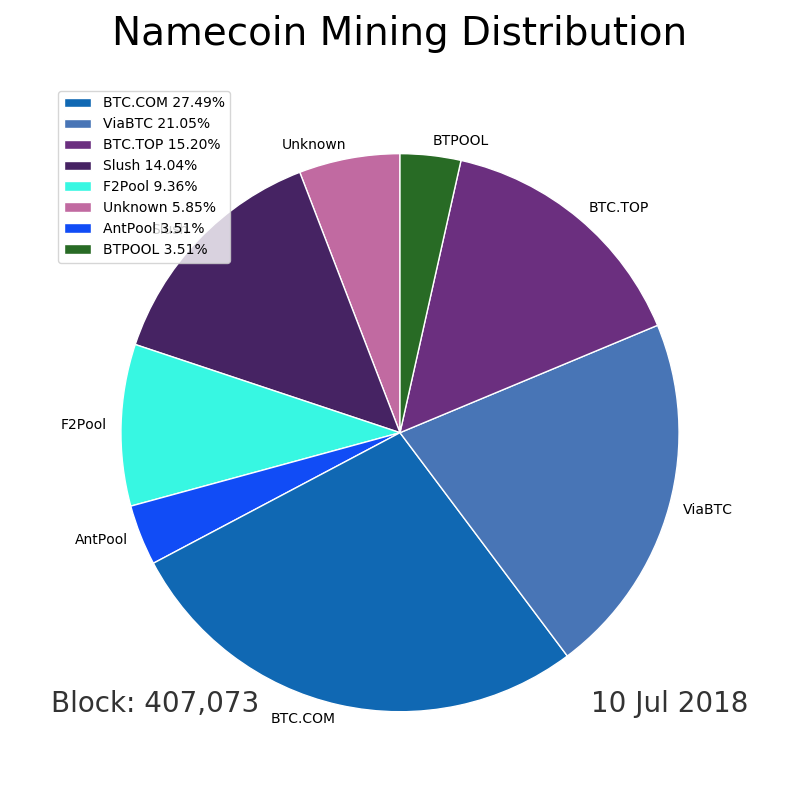 Namecoin Mining Distribution
BTC.COM 27.49%
ViaBTC 21.05%
BTC.TOP 15.20%
Slush 14.04%
F2Pool 9.36%
Unknown 5.85%
AntPool 3.51%
BTPOOL 3.51%
Unknown
BTPOOL
BTC.TOP
F2Pool
ViaBTC
AntPool
Block: 407,073
BTC.COM
10 Jul 2018